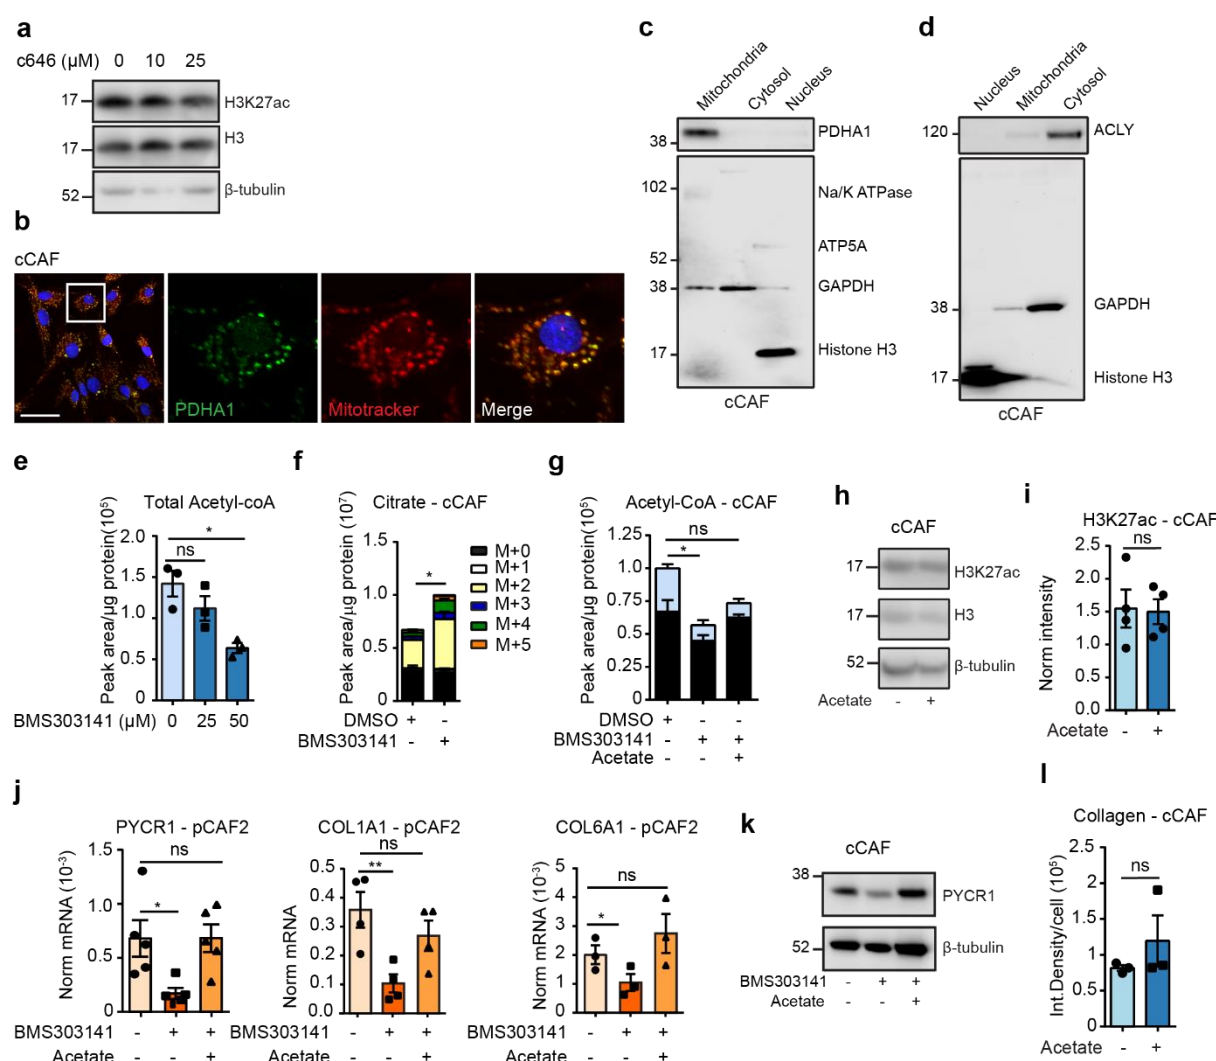 a
c646 (µM) 0 10 25
17
H3K27ac
17
H3
52
β-tubulin
b
cCAF
PDHA1
Mitotracker
Merge
c
Mitochondria
Cytosol
Nucleus
38
PDHA1
102
Na/K ATPase
ATP5A
52
38
GAPDH
17
Histone H3
cCAF
d
Nucleus
Mitochondria
Cytosol
120
ACLY
38
GAPDH
17
Histone H3
cCAF
e
Total Acetyl-coA
Peak area/µg protein(10⁵)
2.0
1.5
1.0
0.5
0
*
ns
BMS303141 (µM) 0 25 50
f
Citrate - cCAF
Peak area/µg protein (10⁷)
1.5
1.0
0.5
0
*
M+0
M+1
M+2
M+3
M+4
M+5
DMSO + -
BMS303141 - +
g
Acetyl-CoA - cCAF
Peak area/µg protein(10⁵)
1.25
1.0
0.75
0.5
0.25
0
ns
*
DMSO + - -
BMS303141 - + +
Acetate - - +
h
cCAF
17
H3K27ac
17
H3
52
β-tubulin
Acetate - +
i
H3K27ac - cCAF
Norm intensity
2.5
2.0
1.5
1.0
0.5
0
ns
Acetate - +
j
PYCR1 - pCAF2
Norm mRNA (10⁻³)
1.5
1.0
0.5
0.0
ns
*
BMS303141 - + +
Acetate - - +
COL1A1 - pCAF2
Norm mRNA
0.5
0.4
0.3
0.2
0.1
0.0
ns
**
BMS303141 - + +
Acetate - - +
COL6A1 - pCAF2
Norm mRNA (10⁻³)
5
4
3
2
1
0
ns
*
BMS303141 - + +
Acetate - - +
k
cCAF
38
PYCR1
52
β-tubulin
BMS303141 - + +
Acetate - - +
l
Collagen - cCAF
Int.Density/cell (10⁵)
2.5
2
1.5
1
0.5
0
ns
Acetate - +